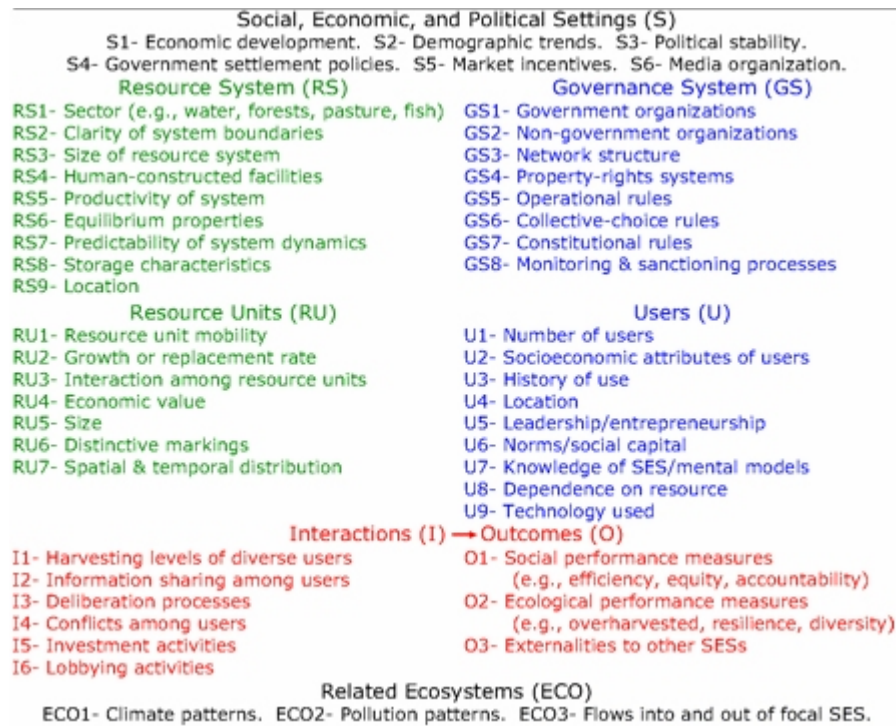 Social, Economic, and Political Settings (S)
S1- Economic development. S2- Demographic trends. S3- Political stability.
S4- Government settlement policies. S5- Market incentives. S6- Media organization.
Resource System (RS)
RS1- Sector (e.g., water, forests, pasture, fish)
RS2- Clarity of system boundaries
RS3- Size of resource system
RS4- Human-constructed facilities
RS5- Productivity of system
RS6- Equilibrium properties
RS7- Predictability of system dynamics
RS8- Storage characteristics
RS9- Location
Governance System (GS)
GS1- Government organizations
GS2- Non-government organizations
GS3- Network structure
GS4- Property-rights systems
GS5- Operational rules
GS6- Collective-choice rules
GS7- Constitutional rules
GS8- Monitoring & sanctioning processes
Resource Units (RU)
RU1- Resource unit mobility
RU2- Growth or replacement rate
RU3- Interaction among resource units
RU4- Economic value
RU5- Size
RU6- Distinctive markings
RU7- Spatial & temporal distribution
Users (U)
U1- Number of users
U2- Socioeconomic attributes of users
U3- History of use
U4- Location
U5- Leadership/entrepreneurship
U6- Norms/social capital
U7- Knowledge of SES/mental models
U8- Dependence on resource
U9- Technology used
Interactions (I) → Outcomes (O)
I1- Harvesting levels of diverse users
I2- Information sharing among users
I3- Deliberation processes
I4- Conflicts among users
I5- Investment activities
I6- Lobbying activities
O1- Social performance measures
(e.g., efficiency, equity, accountability)
O2- Ecological performance measures
(e.g., overharvested, resilience, diversity)
O3- Externalities to other SESs
Related Ecosystems (ECO)
ECO1- Climate patterns. ECO2- Pollution patterns. ECO3- Flows into and out of focal SES.